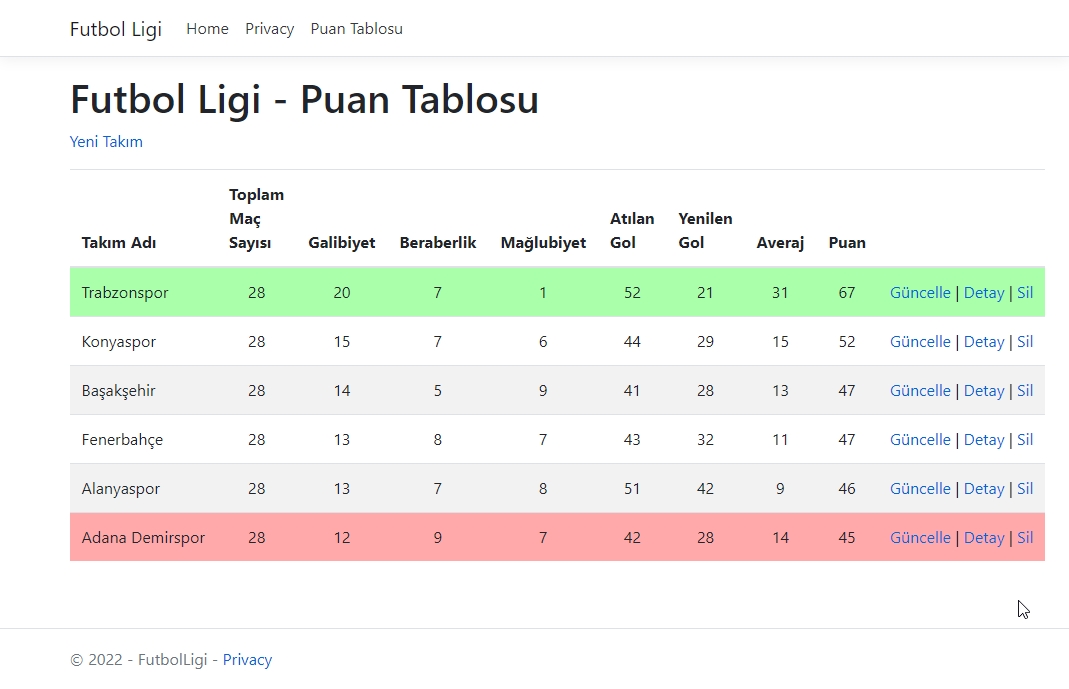 Futbol Ligi Home Privacy Puan Tablosu
Futbol Ligi - Puan Tablosu
Yeni Takım
Takım Adı Toplam Maç Sayısı Galibiyet Beraberlik Mağlubiyet Atılan Gol Yenilen Gol Averaj Puan
Trabzonspor 28 20 7 1 52 21 31 67 Güncelle | Detay | Sil
Konyaspor 28 15 7 6 44 29 15 52 Güncelle | Detay | Sil
Başakşehir 28 14 5 9 41 28 13 47 Güncelle | Detay | Sil
Fenerbahçe 28 13 8 7 43 32 11 47 Güncelle | Detay | Sil
Alanyaspor 28 13 7 8 51 42 9 46 Güncelle | Detay | Sil
Adana Demirspor 28 12 9 7 42 28 14 45 Güncelle | Detay | Sil
© 2022 - FutbolLigi - Privacy